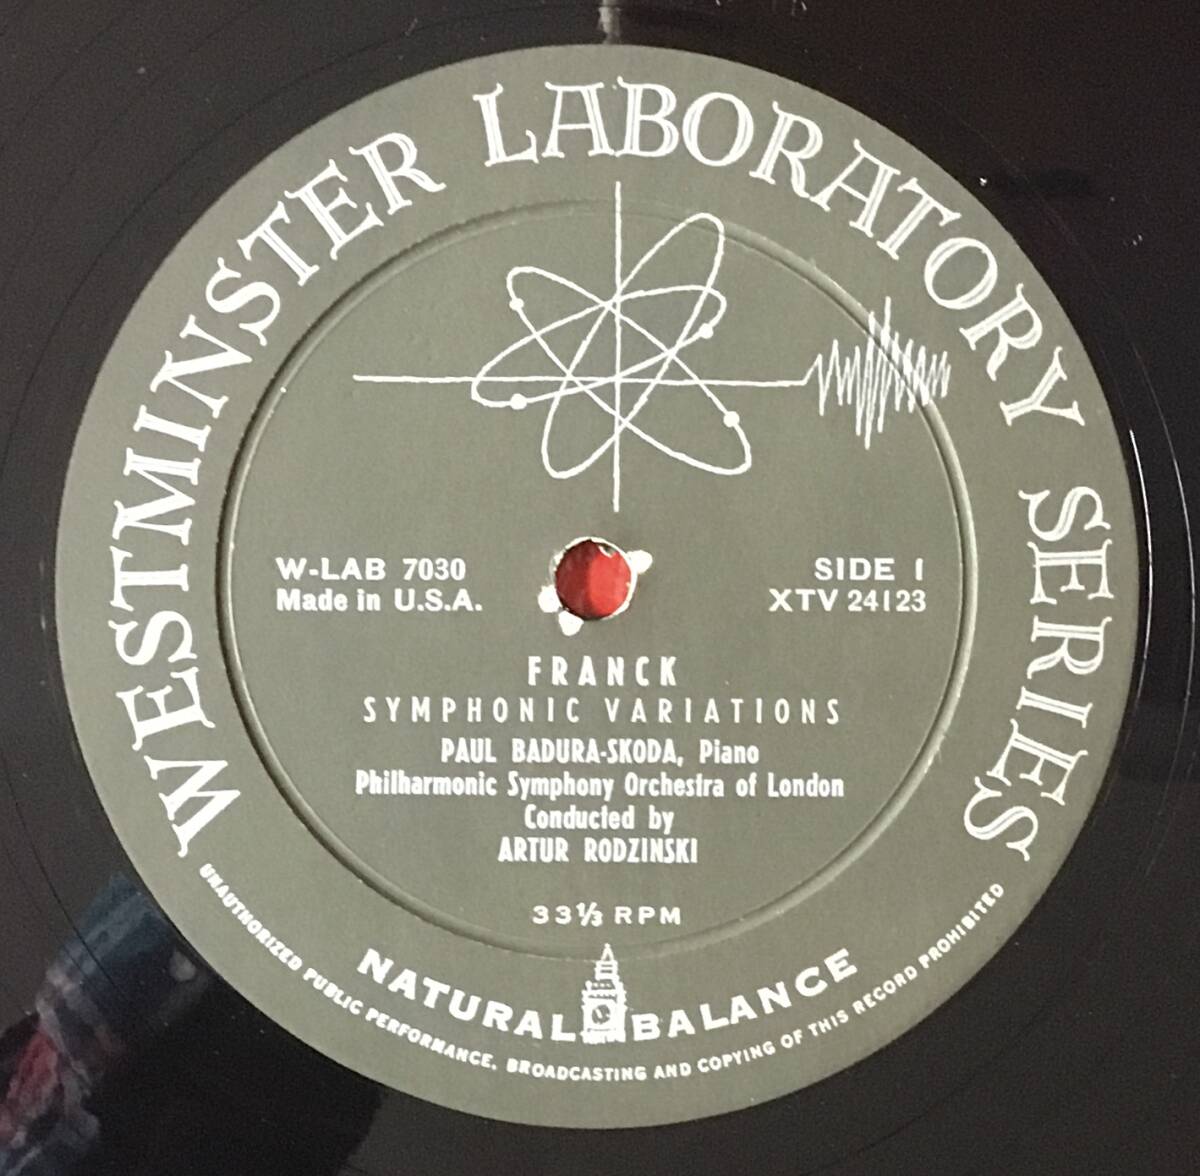 WESTMINSTER LABORATORY SERIES
W-LAB 7030
Made in U.S.A.
SIDE 1
XTV 24123
FRANCK
SYMPHONIC VARIATIONS
PAUL BADURA-SKODA, Piano
Philharmonic Symphony Orchestra of London
Conducted by
ARTUR RODZINSKI
33⅓ RPM
NATURAL BALANCE
UNAUTHORIZED PUBLIC PERFORMANCE, BROADCASTING AND COPYING OF THIS RECORD PROHIBITED